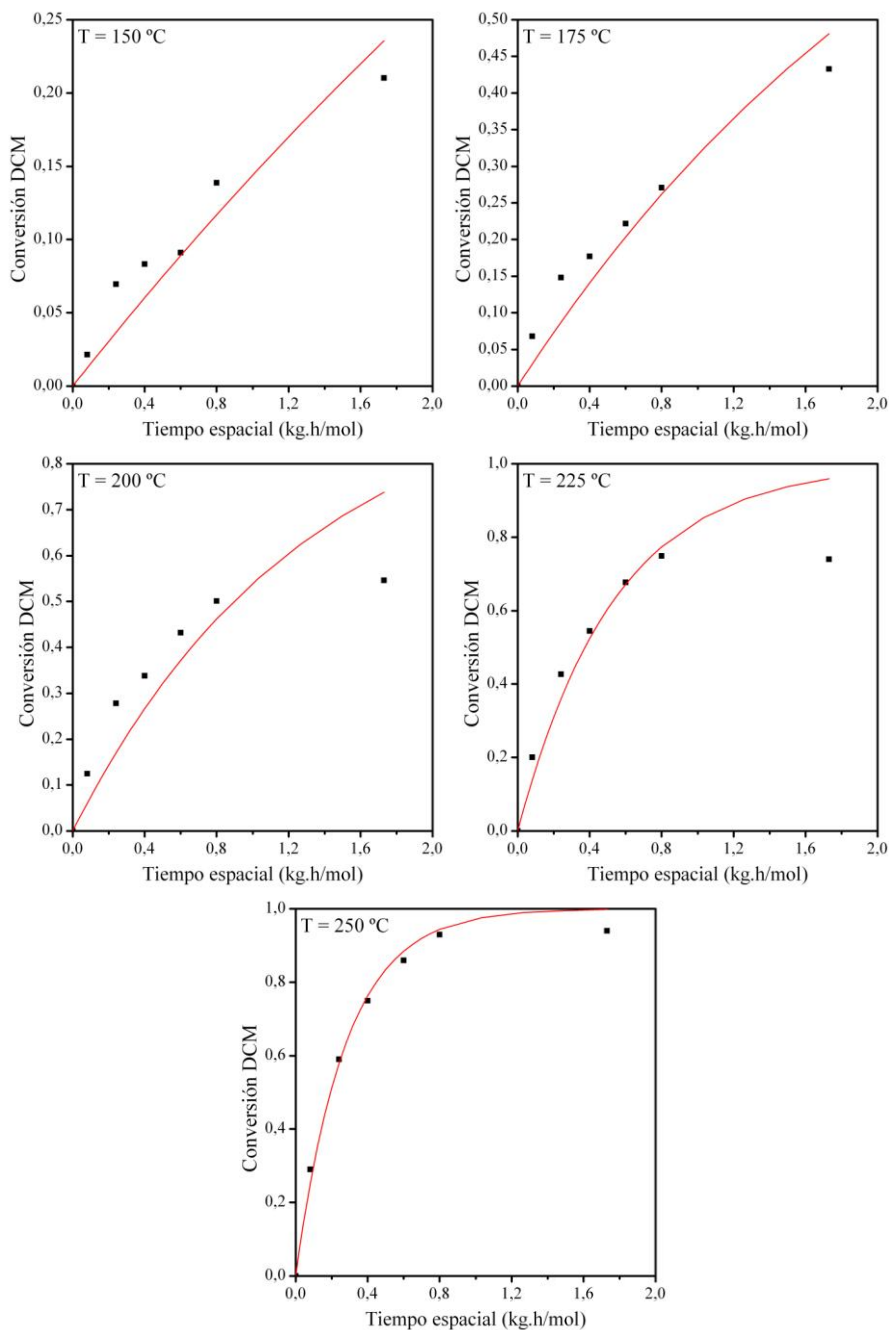 T = 150 ºC
Conversión DCM
0,25
0,20
0,15
0,10
0,05
0,00
0,0 0,4 0,8 1,2 1,6 2,0
Tiempo espacial (kg.h/mol)
T = 175 ºC
Conversión DCM
0,50
0,45
0,40
0,35
0,30
0,25
0,20
0,15
0,10
0,05
0,00
0,0 0,4 0,8 1,2 1,6 2,0
Tiempo espacial (kg.h/mol)
T = 200 ºC
Conversión DCM
0,8
0,7
0,6
0,5
0,4
0,3
0,2
0,1
0,0
0,0 0,4 0,8 1,2 1,6 2,0
Tiempo espacial (kg.h/mol)
T = 225 ºC
Conversión DCM
1,0
0,8
0,6
0,4
0,2
0,0
0,0 0,4 0,8 1,2 1,6 2,0
Tiempo espacial (kg.h/mol)
T = 250 ºC
Conversión DCM
1,0
0,8
0,6
0,4
0,2
0,0
0,0 0,4 0,8 1,2 1,6 2,0
Tiempo espacial (kg.h/mol)